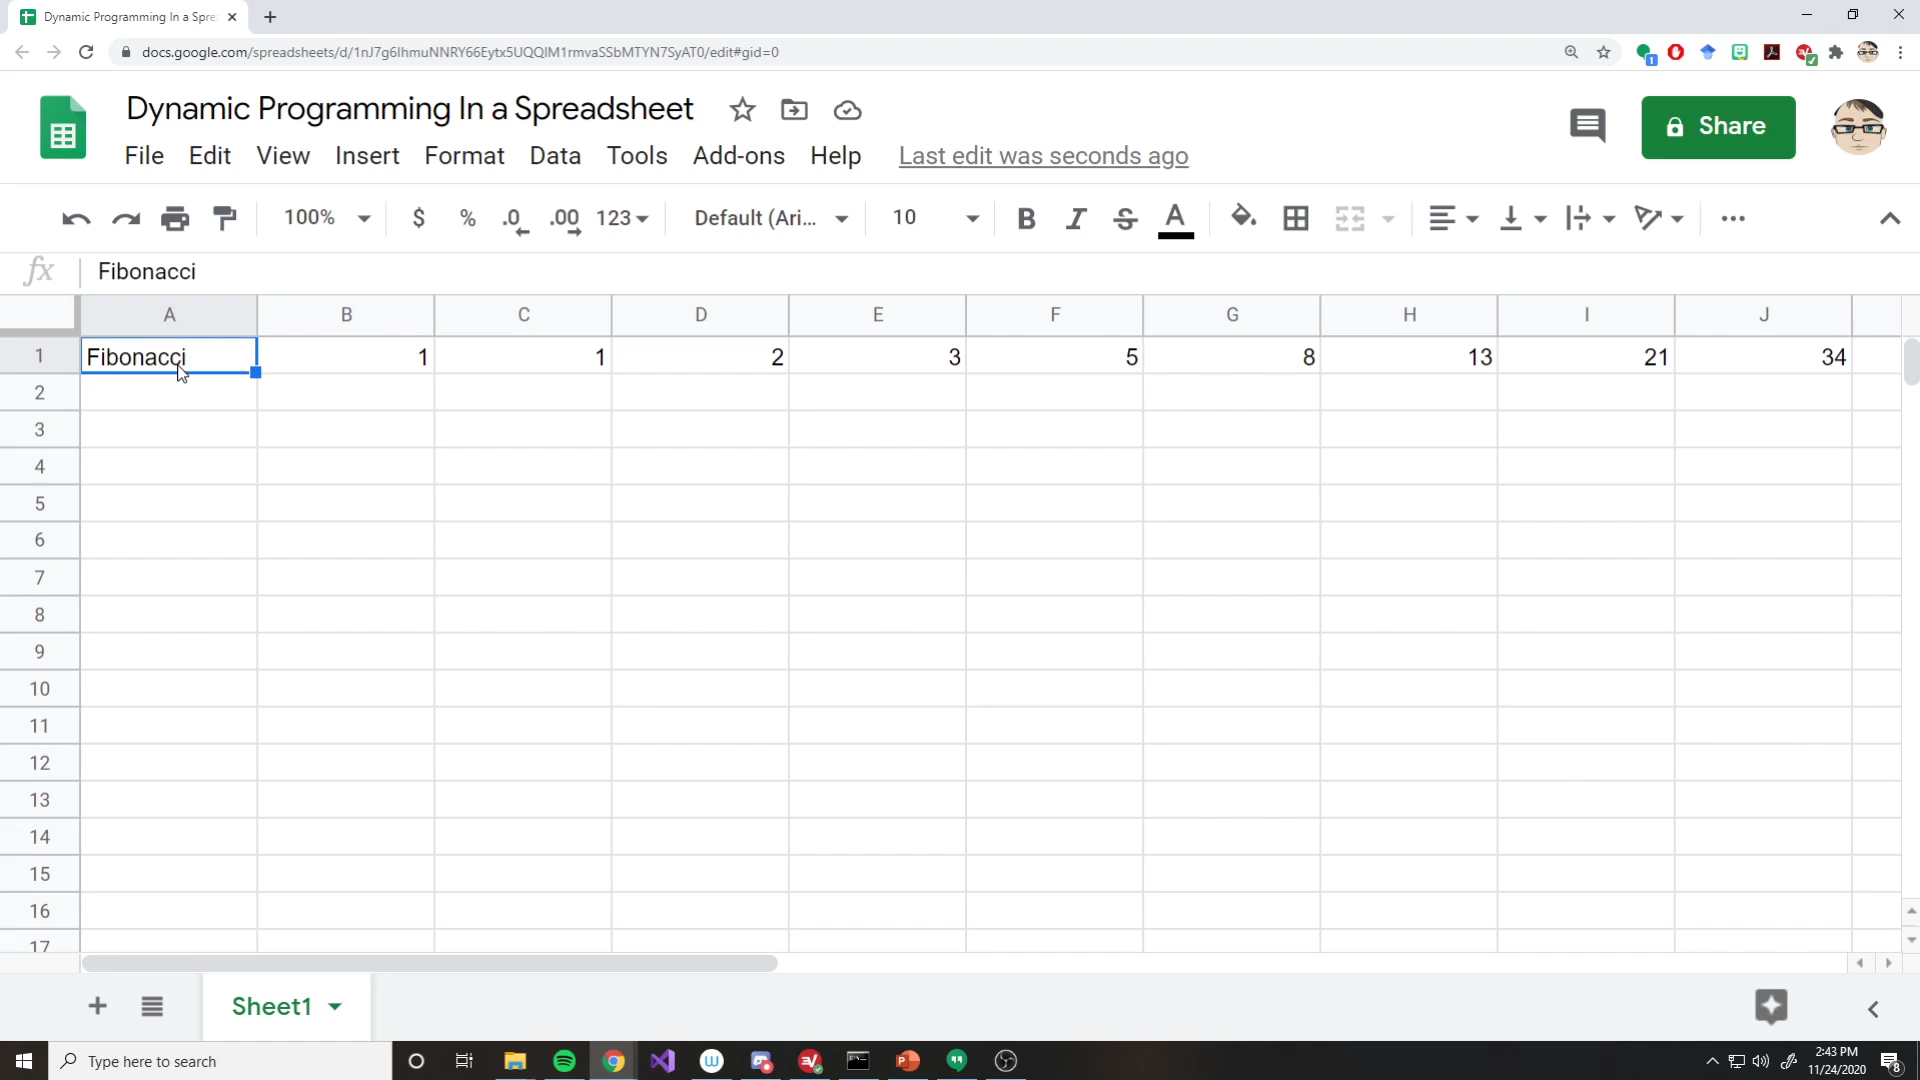 Dynamic Programming In a Spre
docs.google.com/spreadsheets/d/1nJ7g6IhmuNNRY66Eytx5UQQIM1rmvaSSbMTYN7SyAT0/edit#gid=0
1
Dynamic Programming In a Spreadsheet
Share
File Edit View Insert Format Data Tools Add-ons Help Last edit was seconds ago
100% $ % .0 .00 123 Default (Ari... 10 B I S A
fx Fibonacci
A B C D E F G H I J
1 Fibonacci 1 1 2 3 5 8 13 21 34
2
3
4
5
6
7
8
9
10
11
12
13
14
15
16
17
Sheet1
Type here to search
2:43 PM
11/24/2020
8